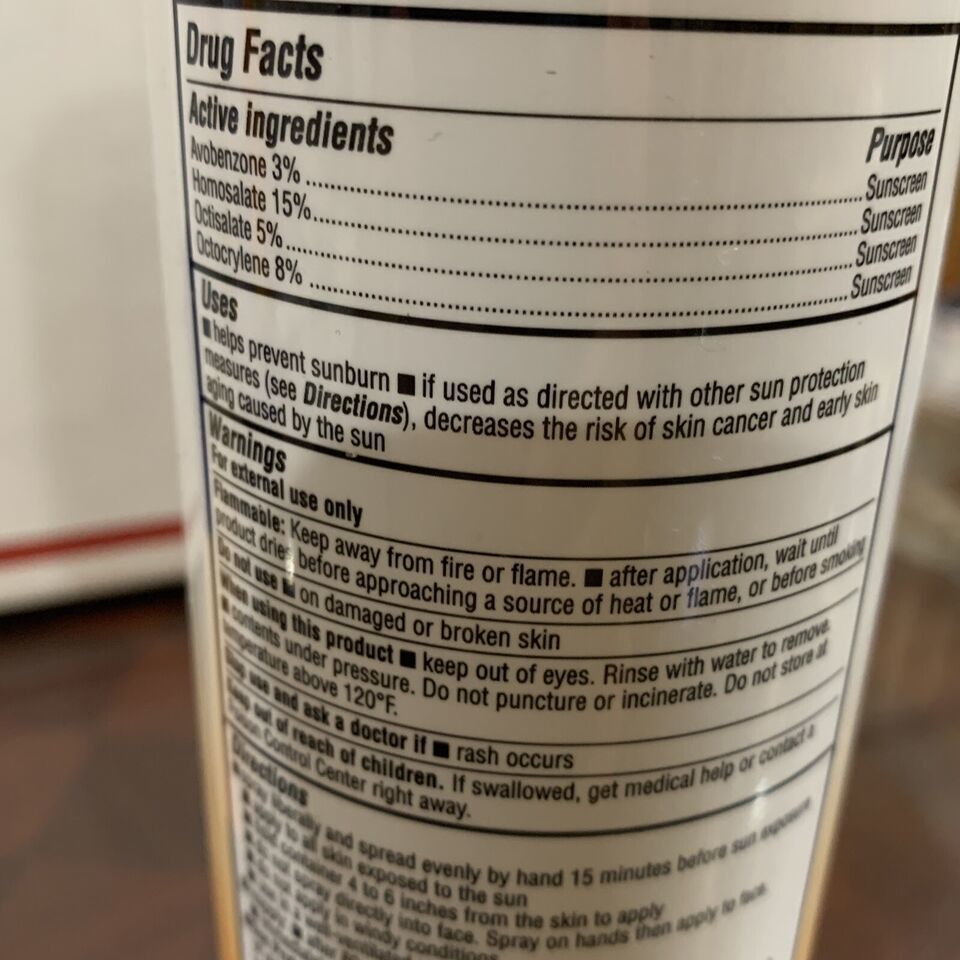 Drug Facts
Active ingredients Purpose
Avobenzone 3% Sunscreen
Homosalate 15% Sunscreen
Octisalate 5% Sunscreen
Octocrylene 8% Sunscreen
Uses
■ helps prevent sunburn ■ if used as directed with other sun protection
measures (see Directions), decreases the risk of skin cancer and early skin
aging caused by the sun
Warnings
For external use only
Flammable: Keep away from fire or flame. ■ after application, wait until
product dries before approaching a source of heat or flame, or before smoking
Do not use ■ on damaged or broken skin
When using this product ■ keep out of eyes. Rinse with water to remove.
■ contents under pressure. Do not puncture or incinerate. Do not store at
temperature above 120°F.
Stop use and ask a doctor if ■ rash occurs
Keep out of reach of children. If swallowed, get medical help or contact a
Poison Control Center right away.
Directions
■ spray liberally and spread evenly by hand 15 minutes before sun exposure
■ apply to all skin exposed to the sun
■ hold container 4 to 6 inches from the skin to apply
■ do not spray directly into face. Spray on hands then apply to face.
■ do not apply in windy conditions